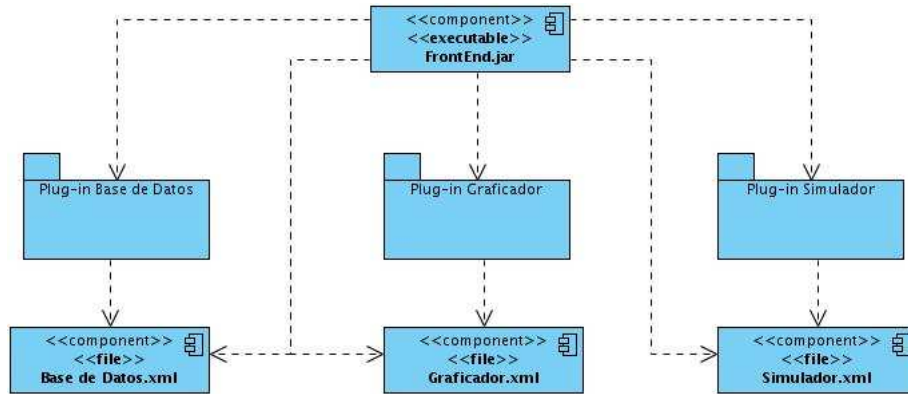 <<component>>
<<executable>>
FrontEnd.jar
Plug-in Base de Datos
Plug-in Graficador
Plug-in Simulador
<<component>>
<<file>>
Base de Datos.xml
<<component>>
<<file>>
Graficador.xml
<<component>>
<<file>>
Simulador.xml